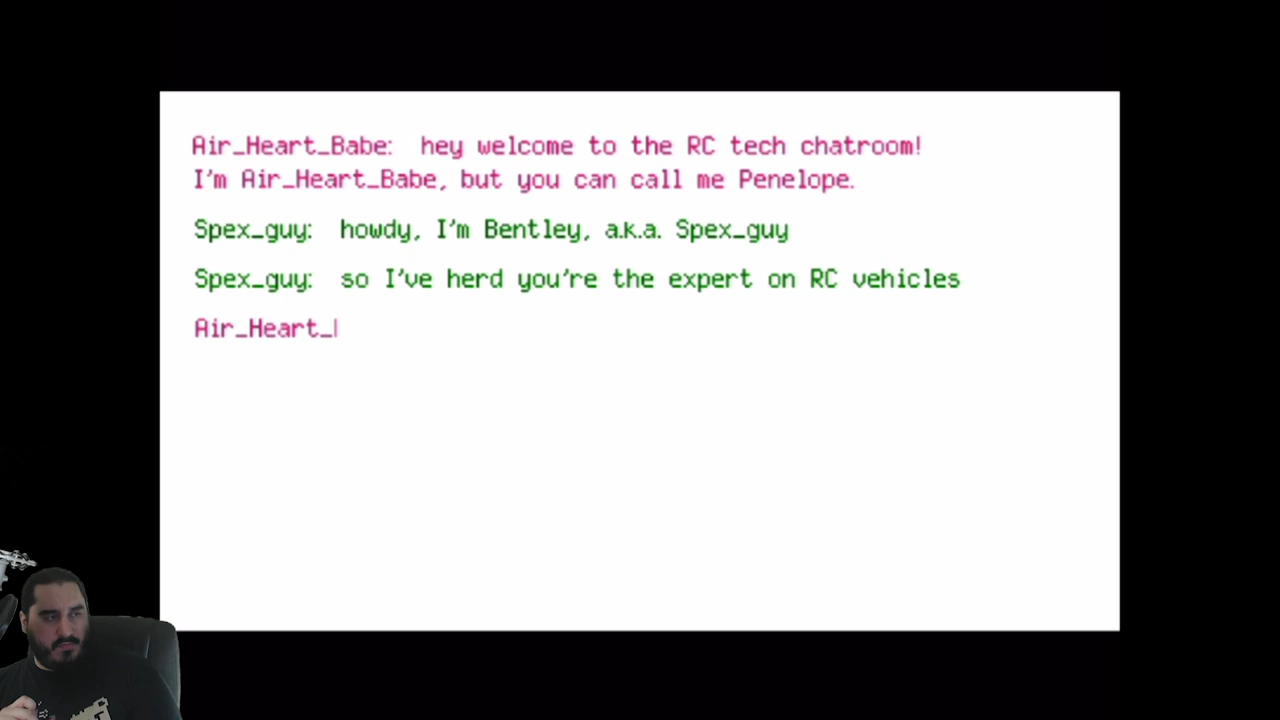 Air_Heart_Babe: hey welcome to the RC tech chatroom!
I'm Air_Heart_Babe, but you can call me Penelope.
Spex_guy: howdy, I'm Bentley, a.k.a. Spex_guy
Spex_guy: so I've herd you're the expert on RC vehicles
Air_Heart_